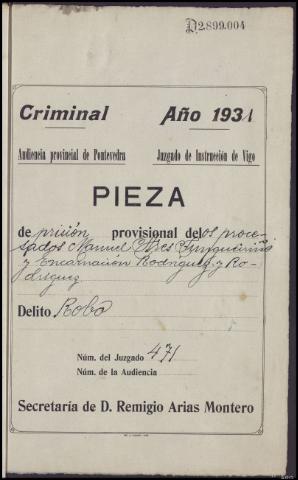 D2.899.004
Criminal Año 1931
Audiencia provincial de Pontevedra Juzgado de Instrucción de Vigo
PIEZA
de prisión provisional de los proce-
sados Manuel Ares
y Encarnación Rodríguez y Ro-
dríguez
Delito Robo
Núm. del Juzgado 471
Núm. de la Audiencia
Secretaría de D. Remigio Arias Montero